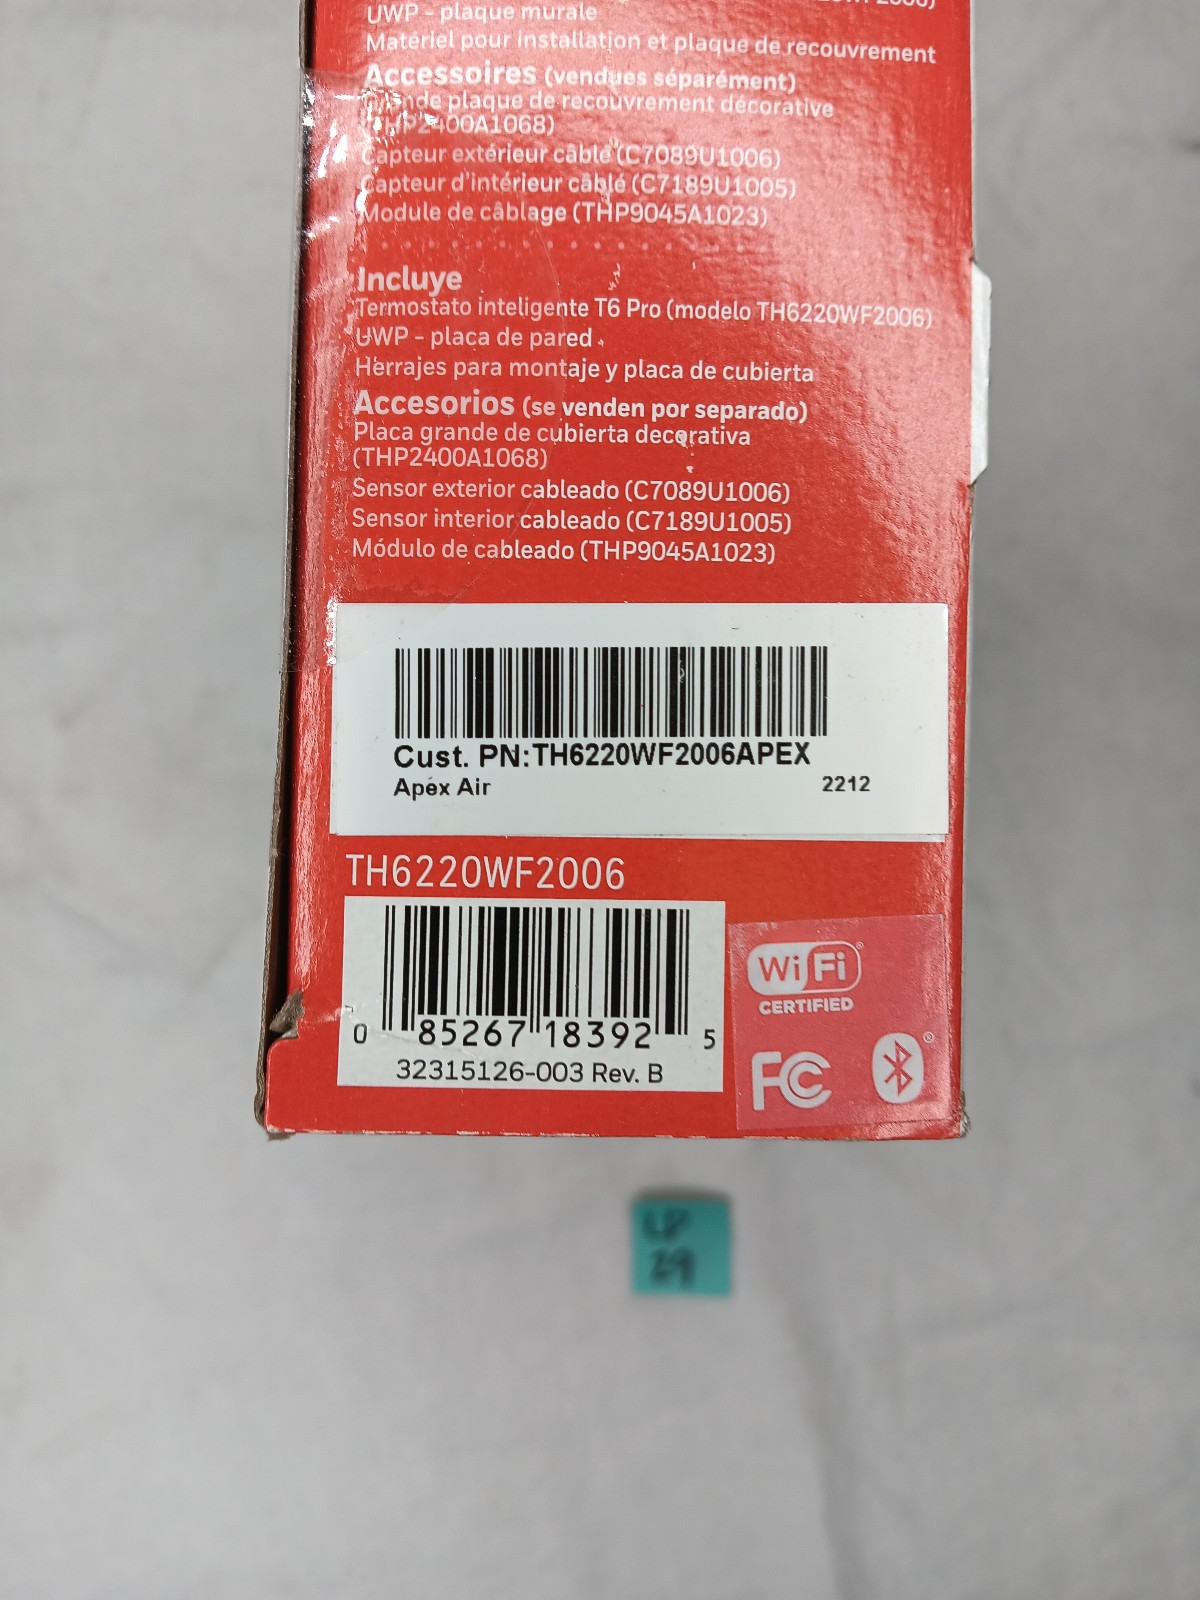 UWP - plaque murale
Matériel pour installation et plaque de recouvrement
Accessoires (vendues séparément)
Grande plaque de recouvrement décorative
(THP2400A1068)
Capteur extérieur câblé (C7089U1006)
Capteur d'intérieur câblé (C7189U1005)
Module de câblage (THP9045A1023)
Incluye
Termostato inteligente T6 Pro (modelo TH6220WF2006)
UWP - placa de pared
Herrajes para montaje y placa de cubierta
Accesorios (se venden por separado)
Placa grande de cubierta decorativa
(THP2400A1068)
Sensor exterior cableado (C7089U1006)
Sensor interior cableado (C7189U1005)
Módulo de cableado (THP9045A1023)
Cust. PN:TH6220WF2006APEX
Apex Air 2212
TH6220WF2006
0 85267 18392 5
32315126-003 Rev. B
Wi Fi ®
CERTIFIED
FC ®
29